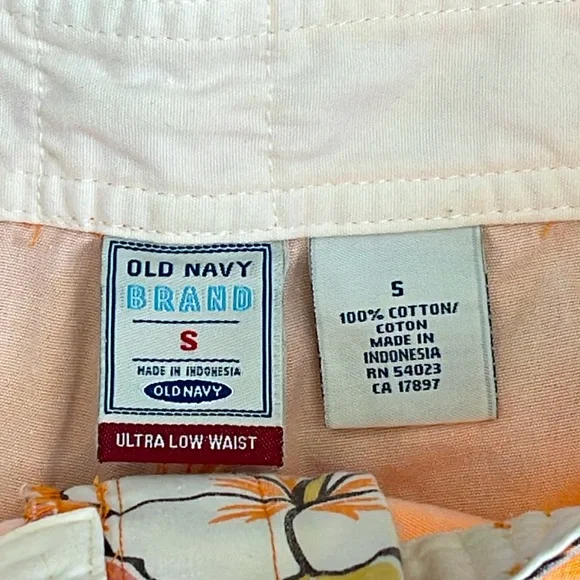 OLD NAVY
BRAND
S
MADE IN INDONESIA
OLD NAVY
ULTRA LOW WAIST
S
100% COTTON/
COTON
MADE IN
INDONESIA
RN 54023
CA 17897